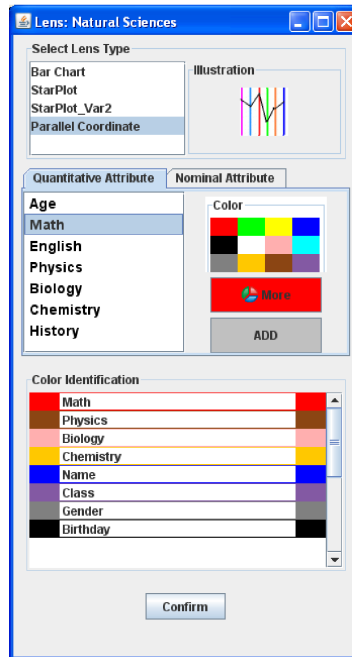 Lens: Natural Sciences
Select Lens Type
Bar Chart
StarPlot
StarPlot_Var2
Parallel Coordinate
Illustration
Quantitative Attribute
Nominal Attribute
Age
Math
English
Physics
Biology
Chemistry
History
Color
More
ADD
Color Identification
Math
Physics
Biology
Chemistry
Name
Class
Gender
Birthday
Confirm